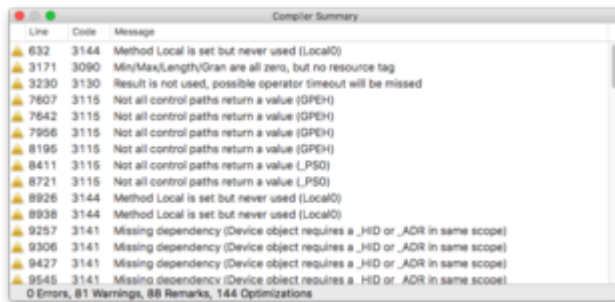 Compiler Summary
Line Code Message
632 3144 Method Local is set but never used (Local0)
3171 3090 Min/Max/Length/Gran are all zero, but no resource tag
3230 3130 Result is not used, possible operator timeout will be missed
7607 3115 Not all control paths return a value (GPEH)
7642 3115 Not all control paths return a value (GPEH)
7956 3115 Not all control paths return a value (GPEH)
8195 3115 Not all control paths return a value (GPEH)
8411 3115 Not all control paths return a value (_PS0)
8721 3115 Not all control paths return a value (_PS0)
8926 3144 Method Local is set but never used (Local0)
8938 3144 Method Local is set but never used (Local0)
9257 3141 Missing dependency (Device object requires a _HID or _ADR in same scope)
9306 3141 Missing dependency (Device object requires a _HID or _ADR in same scope)
9427 3141 Missing dependency (Device object requires a _HID or _ADR in same scope)
9545 3141 Missing dependency (Device object requires a _HID or _ADR in same scope)
0 Errors, 81 Warnings, 88 Remarks, 144 Optimizations